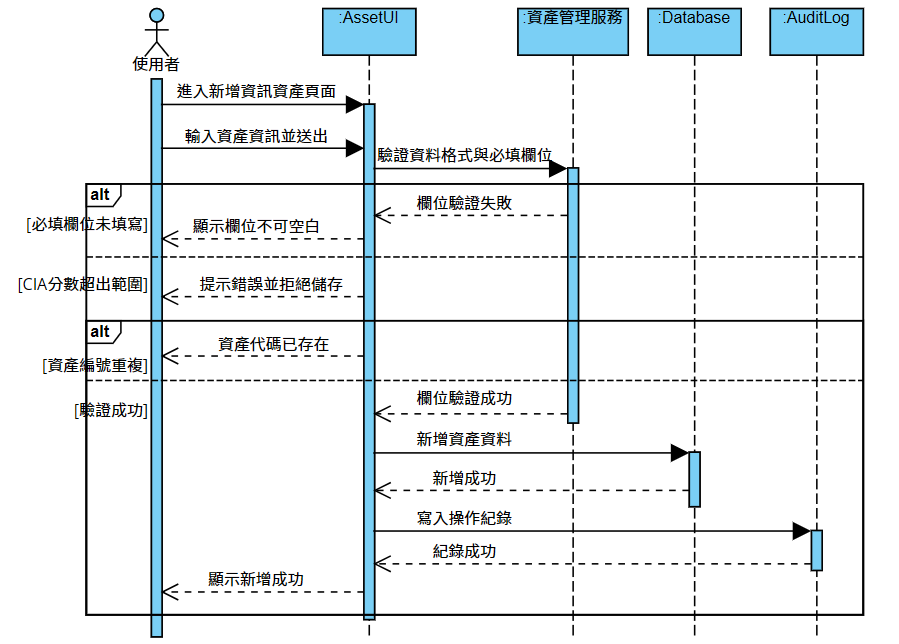 :AssetUI
:資產管理服務
:Database
:AuditLog
使用者
進入新增資訊資產頁面
輸入資產資訊並送出
驗證資料格式與必填欄位
alt
欄位驗證失敗
[必填欄位未填寫]
顯示欄位不可空白
[CIA分數超出範圍]
提示錯誤並拒絕儲存
alt
資產代碼已存在
[資產編號重複]
欄位驗證成功
[驗證成功]
新增資產資料
新增成功
寫入操作紀錄
紀錄成功
顯示新增成功